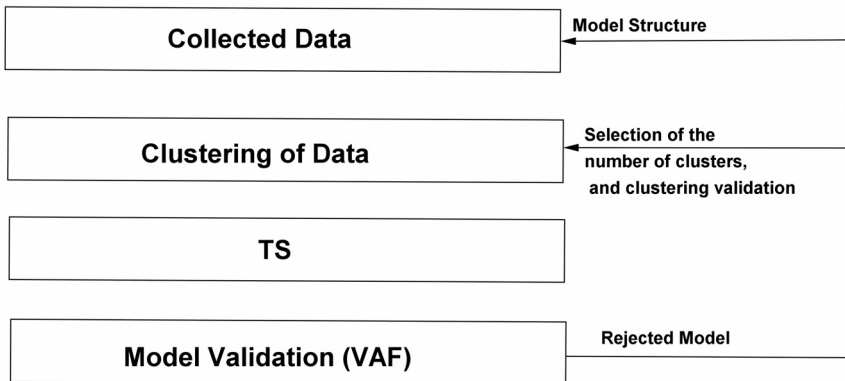 Collected Data
Model Structure
Clustering of Data
Selection of the
number of clusters,
and clustering validation
TS
Model Validation (VAF)
Rejected Model